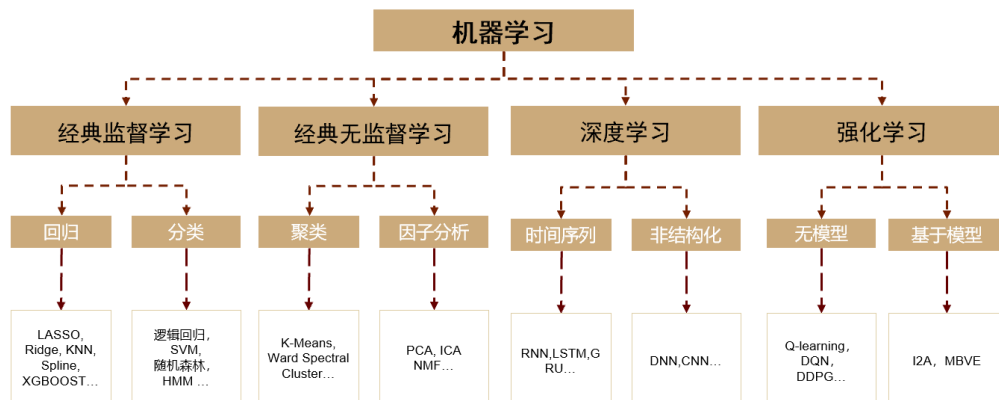 机器学习
经典监督学习
经典无监督学习
深度学习
强化学习
回归
分类
聚类
因子分析
时间序列
非结构化
无模型
基于模型
LASSO,
Ridge, KNN,
Spline,
XGBOOST…
逻辑回归，
SVM,
随机森林，
HMM …
K-Means,
Ward Spectral
Cluster…
PCA, ICA
NMF…
RNN,LSTM,G
RU…
DNN,CNN…
Q-learning，
DQN，
DDPG…
I2A，MBVE